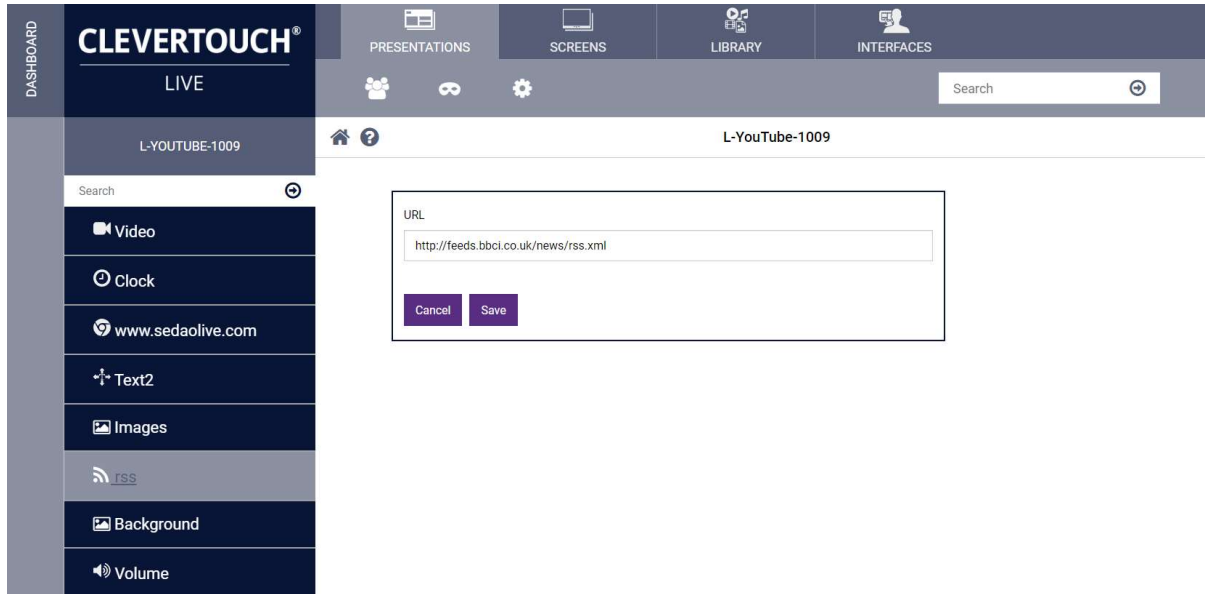 DASHBOARD
CLEVERTOUCH®
LIVE
PRESENTATIONS
SCREENS
LIBRARY
INTERFACES
Search
L-YOUTUBE-1009
L-YouTube-1009
Search
Video
Clock
www.sedaolive.com
Text2
Images
rss
Background
Volume
URL
http://feeds.bbci.co.uk/news/rss.xml
Cancel Save